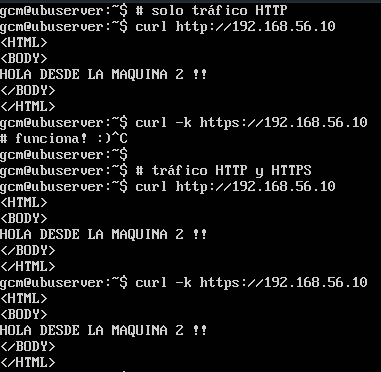 gcm@ubuserver:~$ # solo tráfico HTTP
gcm@ubuserver:~$ curl http://192.168.56.10
<HTML>
<BODY>
HOLA DESDE LA MAQUINA 2 !!
</BODY>
</HTML>
gcm@ubuserver:~$ curl -k https://192.168.56.10
# funciona! :)^C
gcm@ubuserver:~$
gcm@ubuserver:~$ # tráfico HTTP y HTTPS
gcm@ubuserver:~$ curl http://192.168.56.10
<HTML>
<BODY>
HOLA DESDE LA MAQUINA 2 !!
</BODY>
</HTML>
gcm@ubuserver:~$ curl -k https://192.168.56.10
<HTML>
<BODY>
HOLA DESDE LA MAQUINA 2 !!
</BODY>
</HTML>